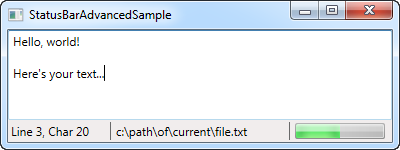 StatusBarAdvancedSample
Hello, world!
Here's your text...
Line 3, Char 20 c:\path\of\current\file.txt